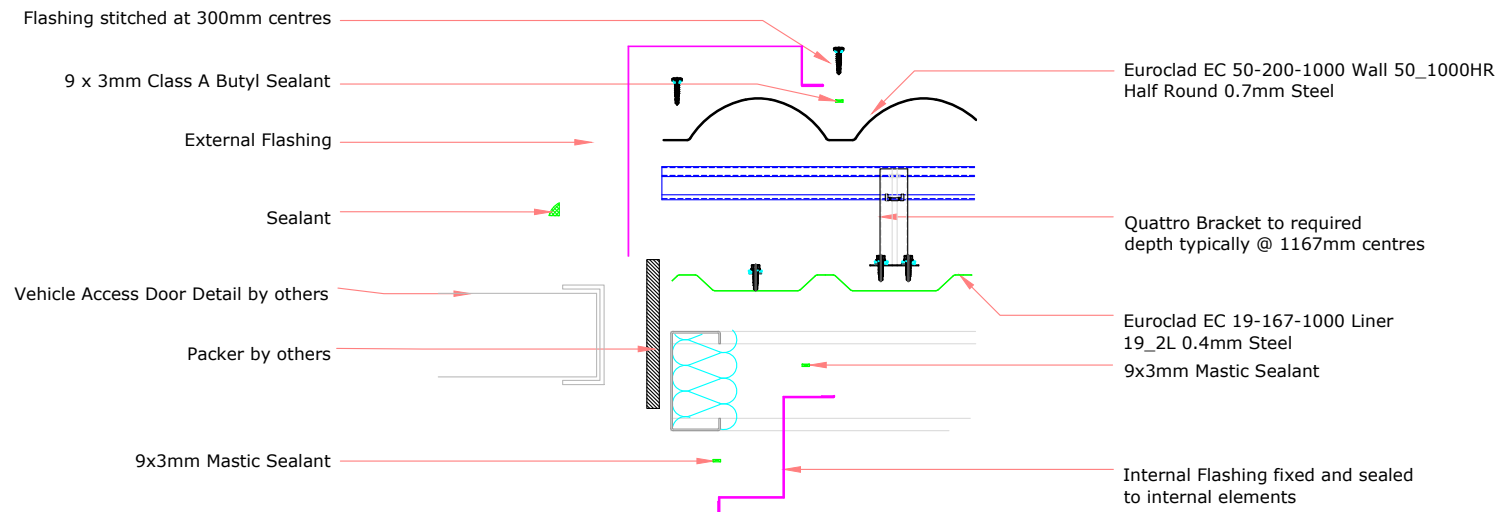 Flashing stitched at 300mm centres
9 x 3mm Class A Butyl Sealant
External Flashing
Sealant
Vehicle Access Door Detail by others
Packer by others
9x3mm Mastic Sealant
Euroclad EC 50-200-1000 Wall 50_1000HR
Half Round 0.7mm Steel
Quattro Bracket to required
depth typically @ 1167mm centres
Euroclad EC 19-167-1000 Liner
19_2L 0.4mm Steel
9x3mm Mastic Sealant
Internal Flashing fixed and sealed
to internal elements